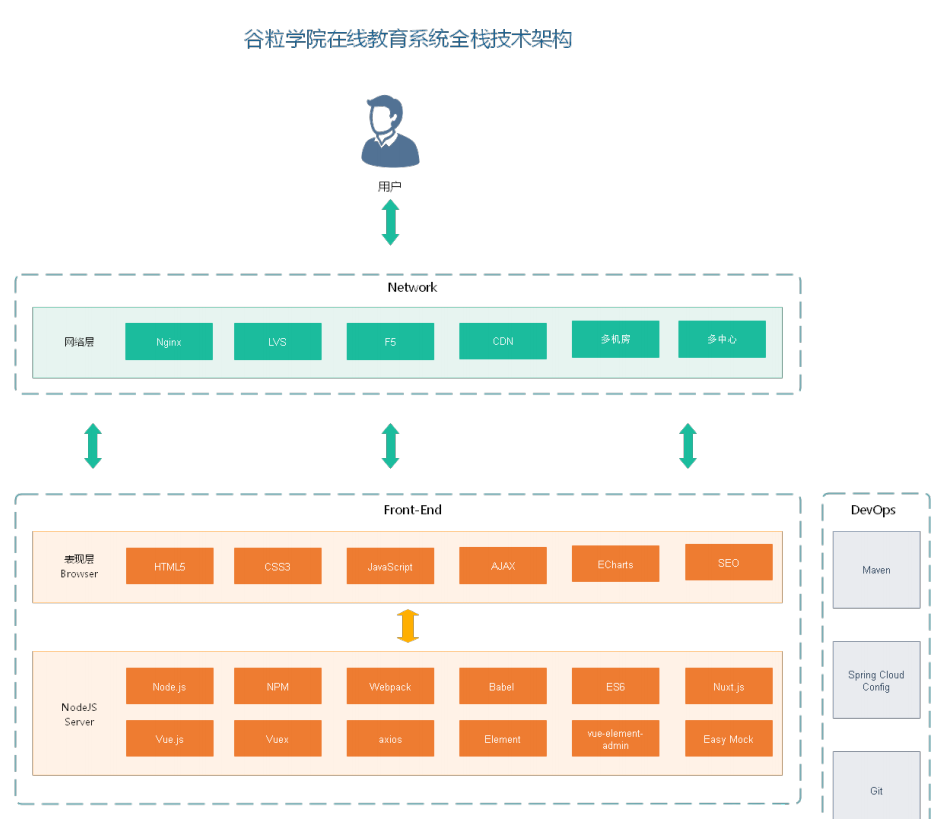 谷粒学院在线教育系统全栈技术架构
用户
Network
网络层
Nginx
LVS
F5
CDN
多机房
多中心
Front-End
表现层
Browser
HTML5
CSS3
JavaScript
AJAX
ECharts
SEO
NodeJS
Server
Node.js
NPM
Webpack
Babel
ES6
Nuxt.js
Vue.js
Vuex
axios
Element
vue-element-
admin
Easy Mock
DevOps
Maven
Spring Cloud
Config
Git